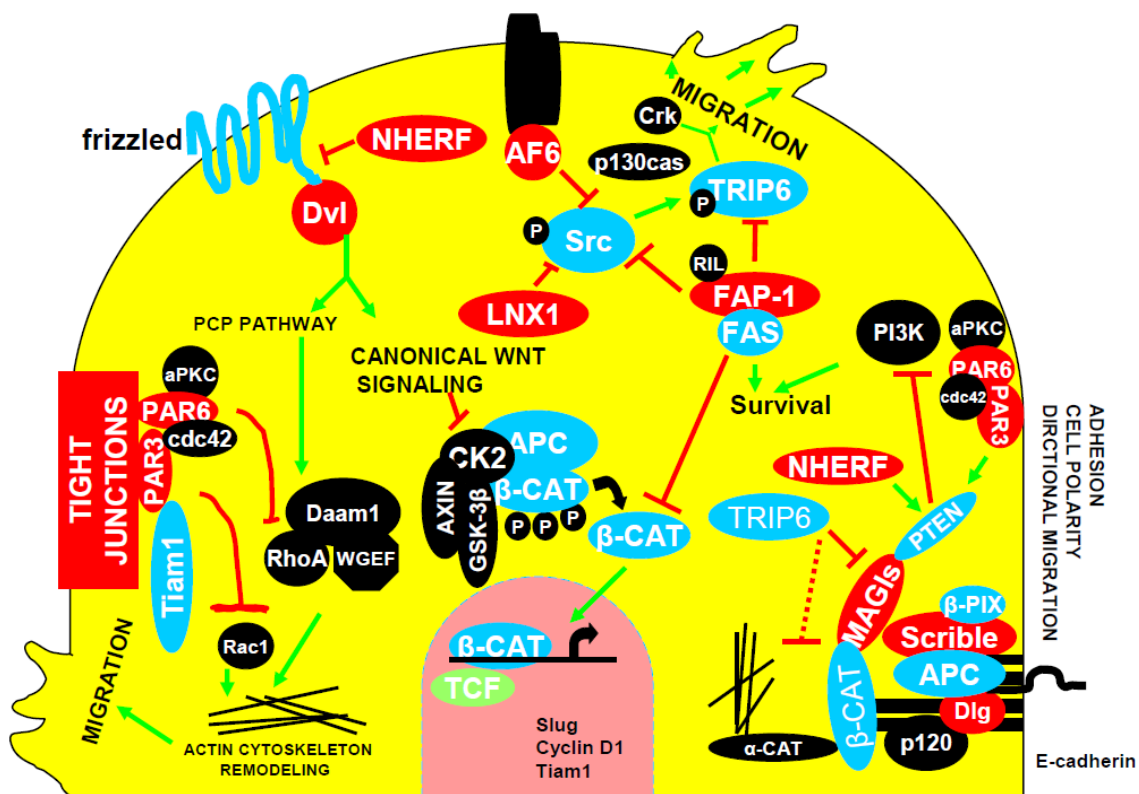 frizzled
NHERF
Dvl
AF6
Crk
MIGRATION
p130cas
TRIP6
P
P
Src
LNX1
RIL
FAP-1
FAS
Survival
PI3K
aPKC
PAR6
cdc42
PAR3
PCP PATHWAY
CANONICAL WNT
SIGNALING
TIGHT
JUNCTIONS
aPKC
PAR6
cdc42
PAR3
Tiam1
Daam1
RhoA
WGEF
Rac1
MIGRATION
ACTIN CYTOSKELETON
REMODELING
APC
CK2
AXIN
GSK-3β
β-CAT
P
P
P
β-CAT
β-CAT
TCF
Slug
Cyclin D1
Tiam1
NHERF
TRIP6
PTEN
MAGIs
β-PIX
Scrible
APC
Dlg
β-CAT
p120
α-CAT
ADHESION
CELL POLARITY
DIRCTIONAL MIGRATION
E-cadherin